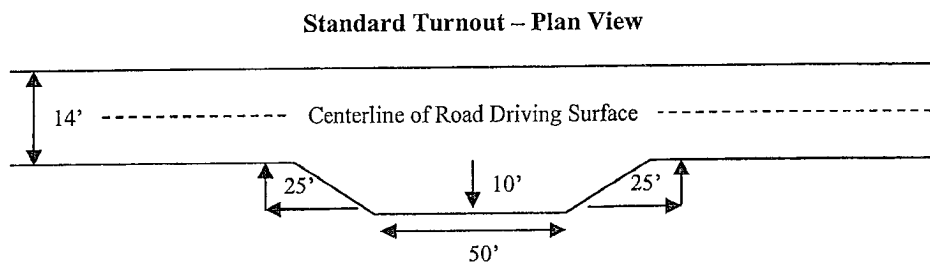 Standard Turnout – Plan View
14’
Centerline of Road Driving Surface
25’
10’
25’
50’